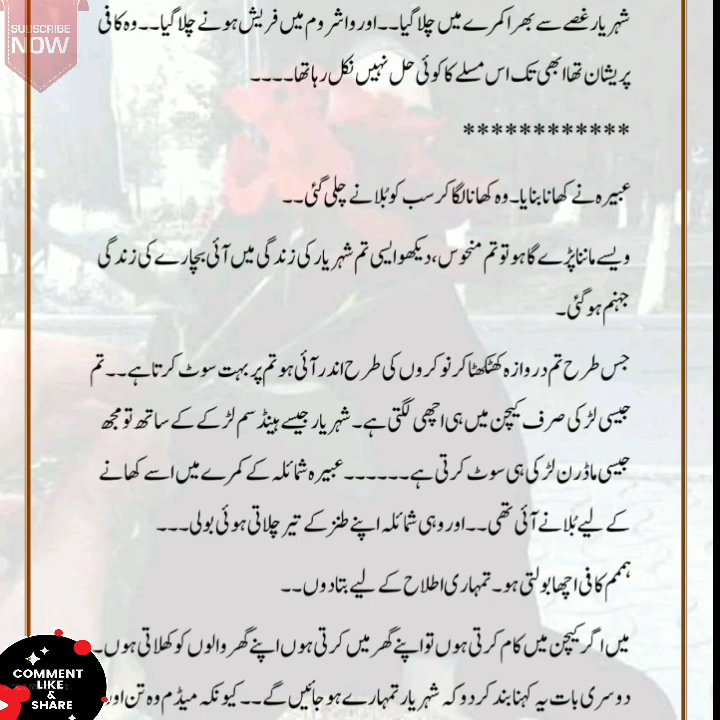 SUBSCRIBE
NOW
شہریار غصے سے بھرا کمرے میں چلا گیا۔۔اور واشروم میں فریش ہونے چلا گیا۔۔وہ کافی
پریشان تھا ابھی تک اس مسلے کا کوئی حل نہیں نکل رہا تھا۔۔۔۔
************
عبیرہ نے کھانا بنایا۔وہ کھانا لگا کر سب کو بُلانے چلی گئی۔۔
ویسے ماننا پڑے گا ہو تو تم منحوس،دیکھو ایسی تم شہریار کی زندگی میں آئی بچارے کی زندگی
جہنم ہو گئی۔
جس طرح تم دروازہ کھٹکھٹا کر نوکروں کی طرح اندر آئی ہو تم پر بہت سوٹ کرتا ہے۔۔تم
جیسی لڑکی صرف کیچن میں ہی اچھی لگتی ہے۔شہریار جیسے ہینڈسم لڑکے کے ساتھ تو مجھ
جیسی ماڈرن لڑکی ہی سوٹ کرتی ہے۔۔۔۔۔۔عبیرہ شمائلہ کے کمرے میں اسے کھانے
کے لیے بُلانے آئی تھی۔۔اور وہی شمائلہ اپنے طنز کے تیر چلاتی ہوئی بولی۔۔۔
ہممم کافی اچھا بولتی ہو۔تمہاری اطلاح کے لیے بتا دوں۔۔
میں اگر کیچن میں کام کرتی ہوں تو اپنے گھر میں کرتی ہوں اپنے گھر والوں کو کھلاتی ہوں۔
دوسری بات یہ کہنا بند کر دو کہ شہریار تمہارے ہو جائیں گے۔۔کیونکہ میڈم وہ تن اور
COMMENT
LIKE
&
SHARE